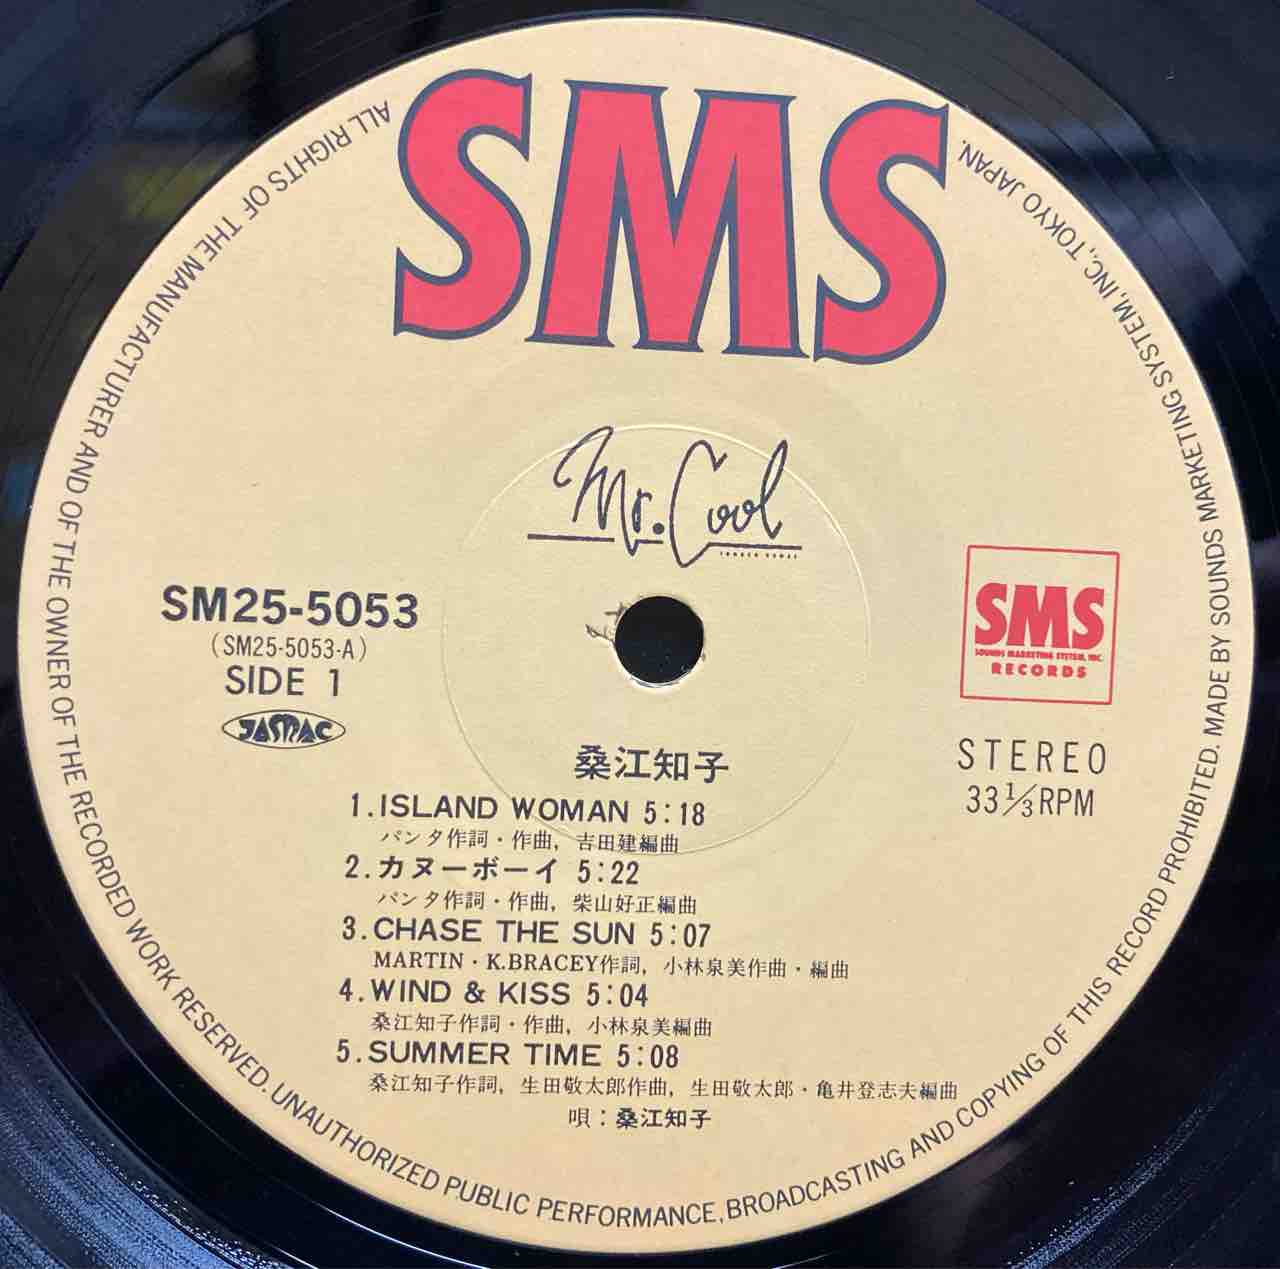 SMS
ALL RIGHTS OF THE MANUFACTURER AND OF THE OWNER OF THE RECORDED WORK RESERVED. UNAUTHORIZED PUBLIC PERFORMANCE, BROADCASTING AND COPYING OF THIS RECORD PROHIBITED. MADE BY SOUNDS MARKETING SYSTEM, INC., TOKYO JAPAN.
Mr. Cool
SM25-5053
(SM25-5053-A)
SIDE 1
JASRAC
SMS
SOUNDS MARKETING SYSTEM, INC.
RECORDS
STEREO
33 1/3 RPM
桑江知子
1. ISLAND WOMAN 5:18
パンタ作詞・作曲, 吉田建編曲
2. カヌーボーイ 5:22
パンタ作詞・作曲, 柴山好正編曲
3. CHASE THE SUN 5:07
MARTIN・K.BRACEY作詞, 小林泉美作曲・編曲
4. WIND & KISS 5:04
桑江知子作詞・作曲, 小林泉美編曲
5. SUMMER TIME 5:08
桑江知子作詞, 生田敬太郎作曲, 生田敬太郎・亀井登志夫編曲
唄：桑江知子